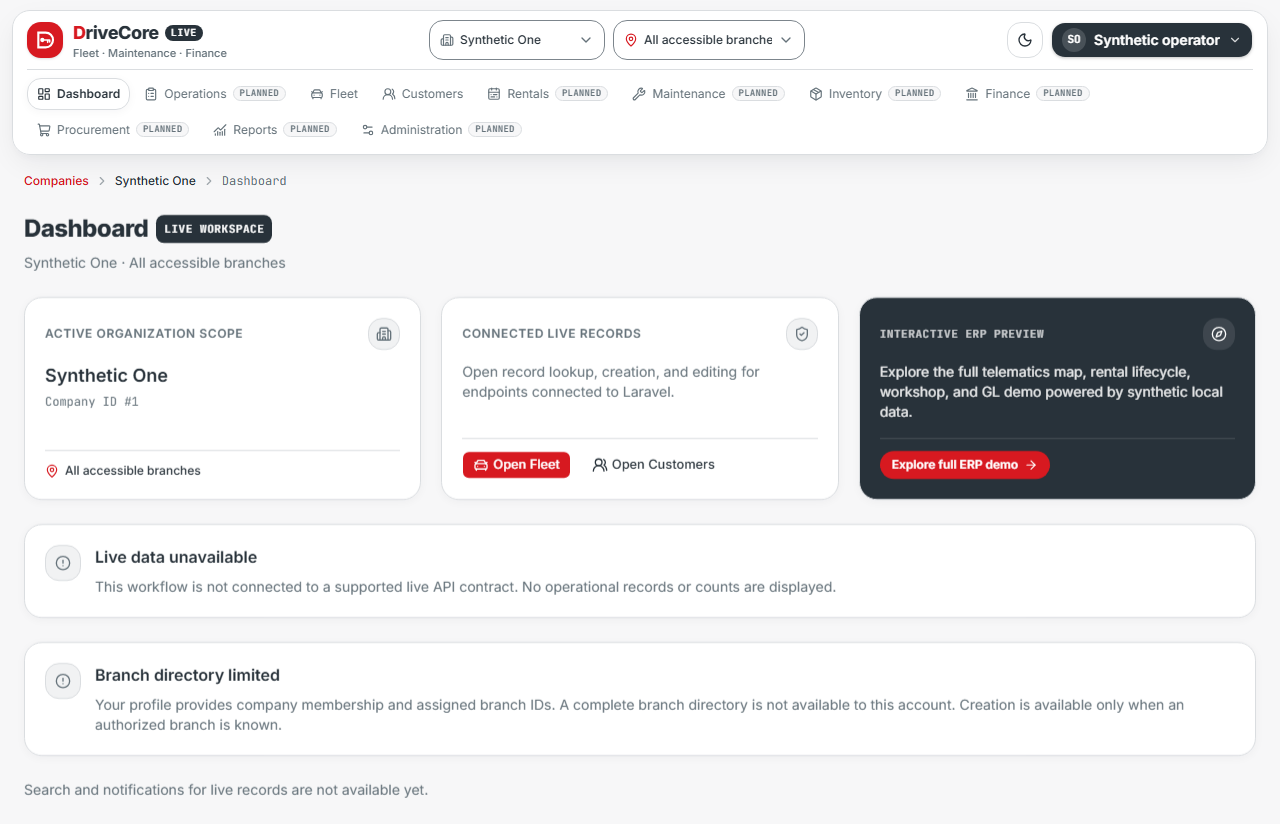 DriveCore LIVE
Fleet · Maintenance · Finance
Synthetic One
All accessible branche
SO Synthetic operator
Dashboard
Operations PLANNED
Fleet
Customers
Rentals PLANNED
Maintenance PLANNED
Inventory PLANNED
Finance PLANNED
Procurement PLANNED
Reports PLANNED
Administration PLANNED
Companies > Synthetic One > Dashboard
Dashboard LIVE WORKSPACE
Synthetic One · All accessible branches
ACTIVE ORGANIZATION SCOPE
Synthetic One
Company ID #1
All accessible branches
CONNECTED LIVE RECORDS
Open record lookup, creation, and editing for
endpoints connected to Laravel.
Open Fleet
Open Customers
INTERACTIVE ERP PREVIEW
Explore the full telematics map, rental lifecycle,
workshop, and GL demo powered by synthetic local
data.
Explore full ERP demo →
Live data unavailable
This workflow is not connected to a supported live API contract. No operational records or counts are displayed.
Branch directory limited
Your profile provides company membership and assigned branch IDs. A complete branch directory is not available to this account. Creation is available only when an
authorized branch is known.
Search and notifications for live records are not available yet.